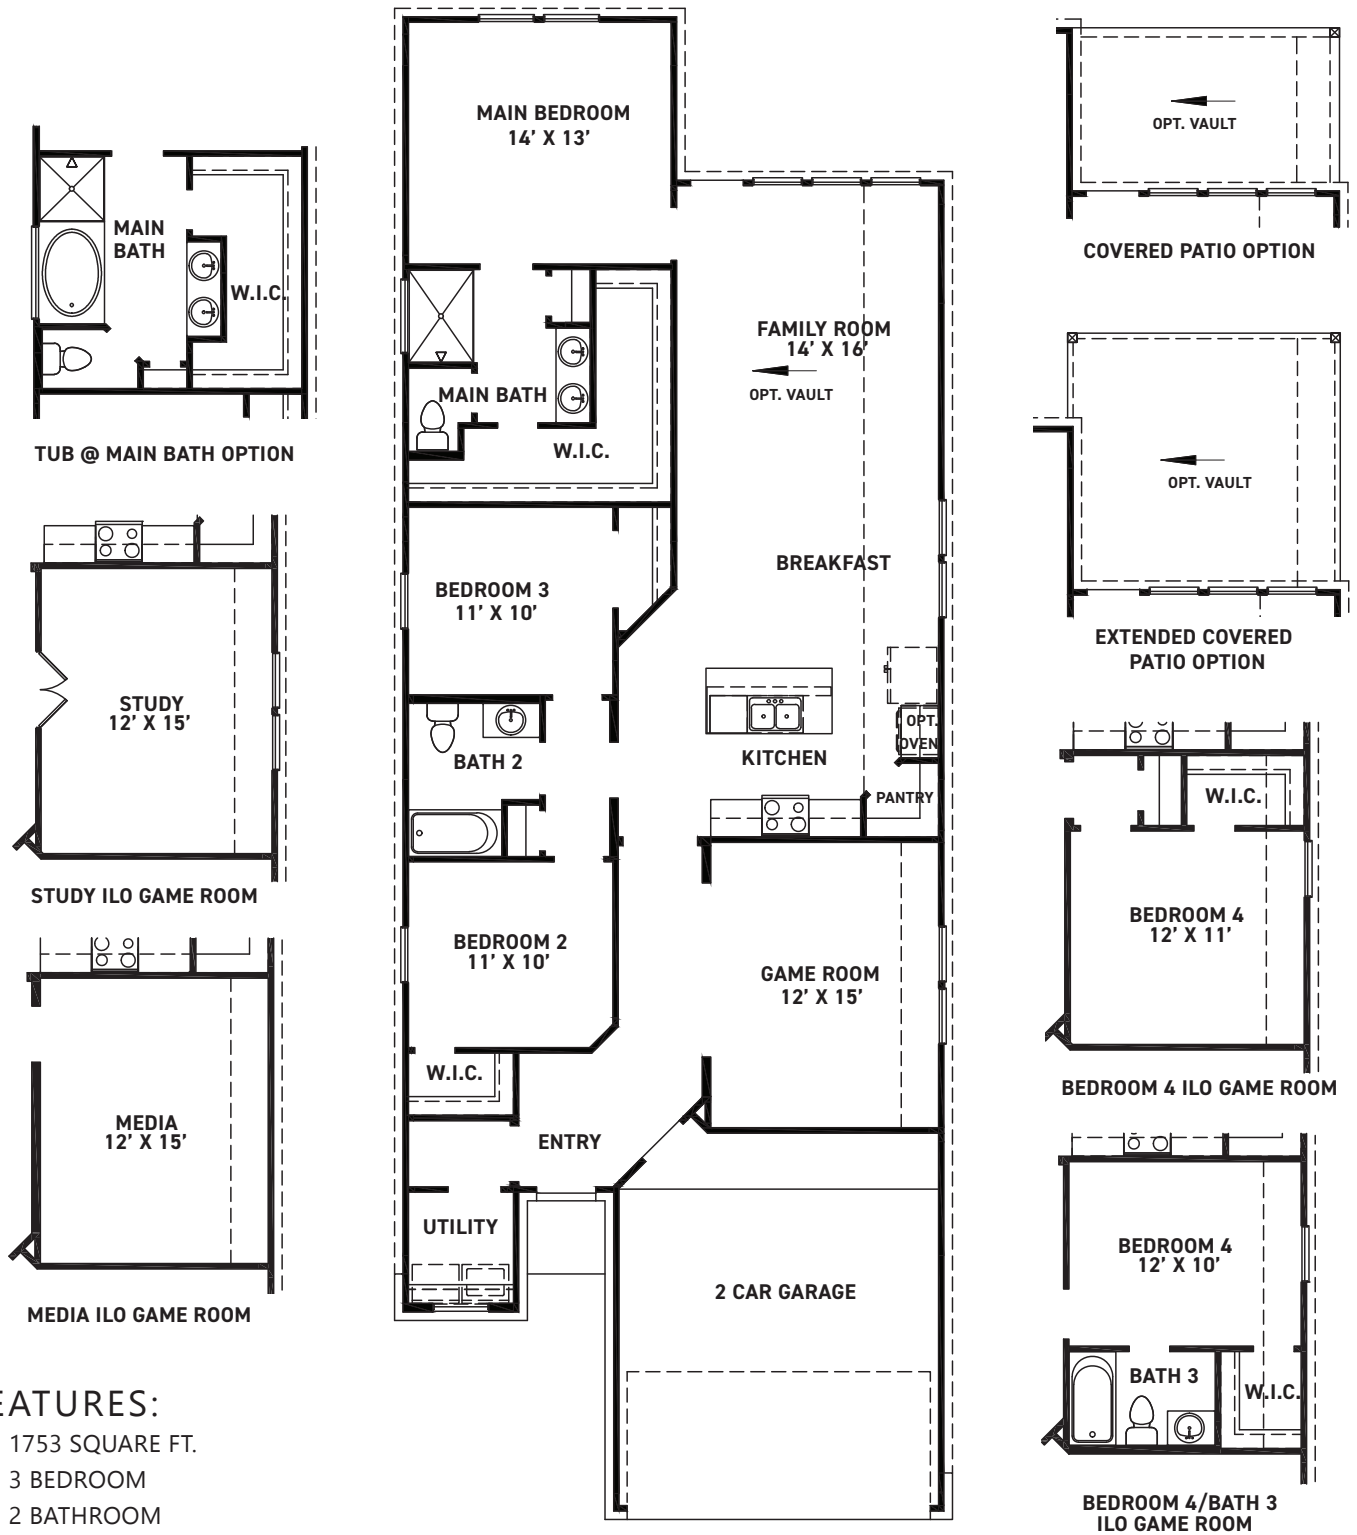 MAIN BEDROOM
14’ X 13’
FAMILY ROOM
14’ X 16’
OPT. VAULT
MAIN BATH
W.I.C.
BREAKFAST
BEDROOM 3
11’ X 10’
BATH 2
KITCHEN
OPT.
OVEN
PANTRY
BEDROOM 2
11’ X 10’
GAME ROOM
12’ X 15’
W.I.C.
ENTRY
UTILITY
2 CAR GARAGE
MAIN
BATH
W.I.C.
TUB @ MAIN BATH OPTION
STUDY
12’ X 15’
STUDY ILO GAME ROOM
MEDIA
12’ X 15’
MEDIA ILO GAME ROOM
EATURES:
1753 SQUARE FT.
3 BEDROOM
2 BATHROOM
OPT. VAULT
COVERED PATIO OPTION
OPT. VAULT
EXTENDED COVERED
PATIO OPTION
W.I.C.
BEDROOM 4
12’ X 11’
BEDROOM 4 ILO GAME ROOM
BEDROOM 4
12’ X 10’
BATH 3
W.I.C.
BEDROOM 4/BATH 3
ILO GAME ROOM